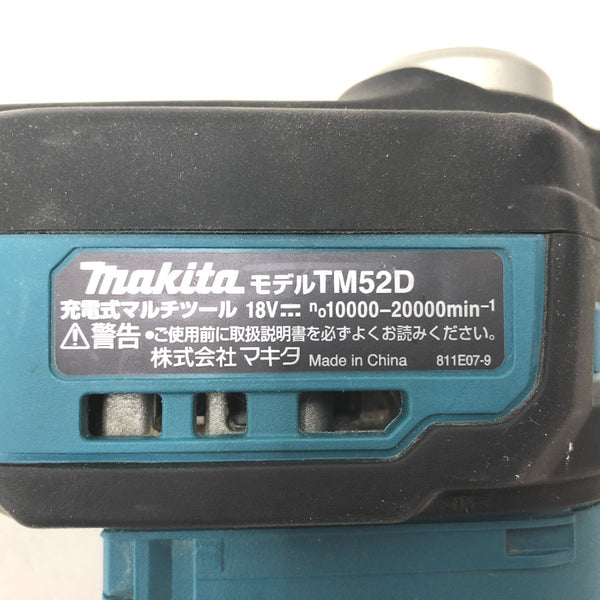 makita モデルTM52D
充電式マルチツール 18V⎓ n₀10000-20000min⁻¹
⚠警告 ●ご使用前に取扱説明書を必ずよくお読みください。
株式会社マキタ Made in China 811E07-9